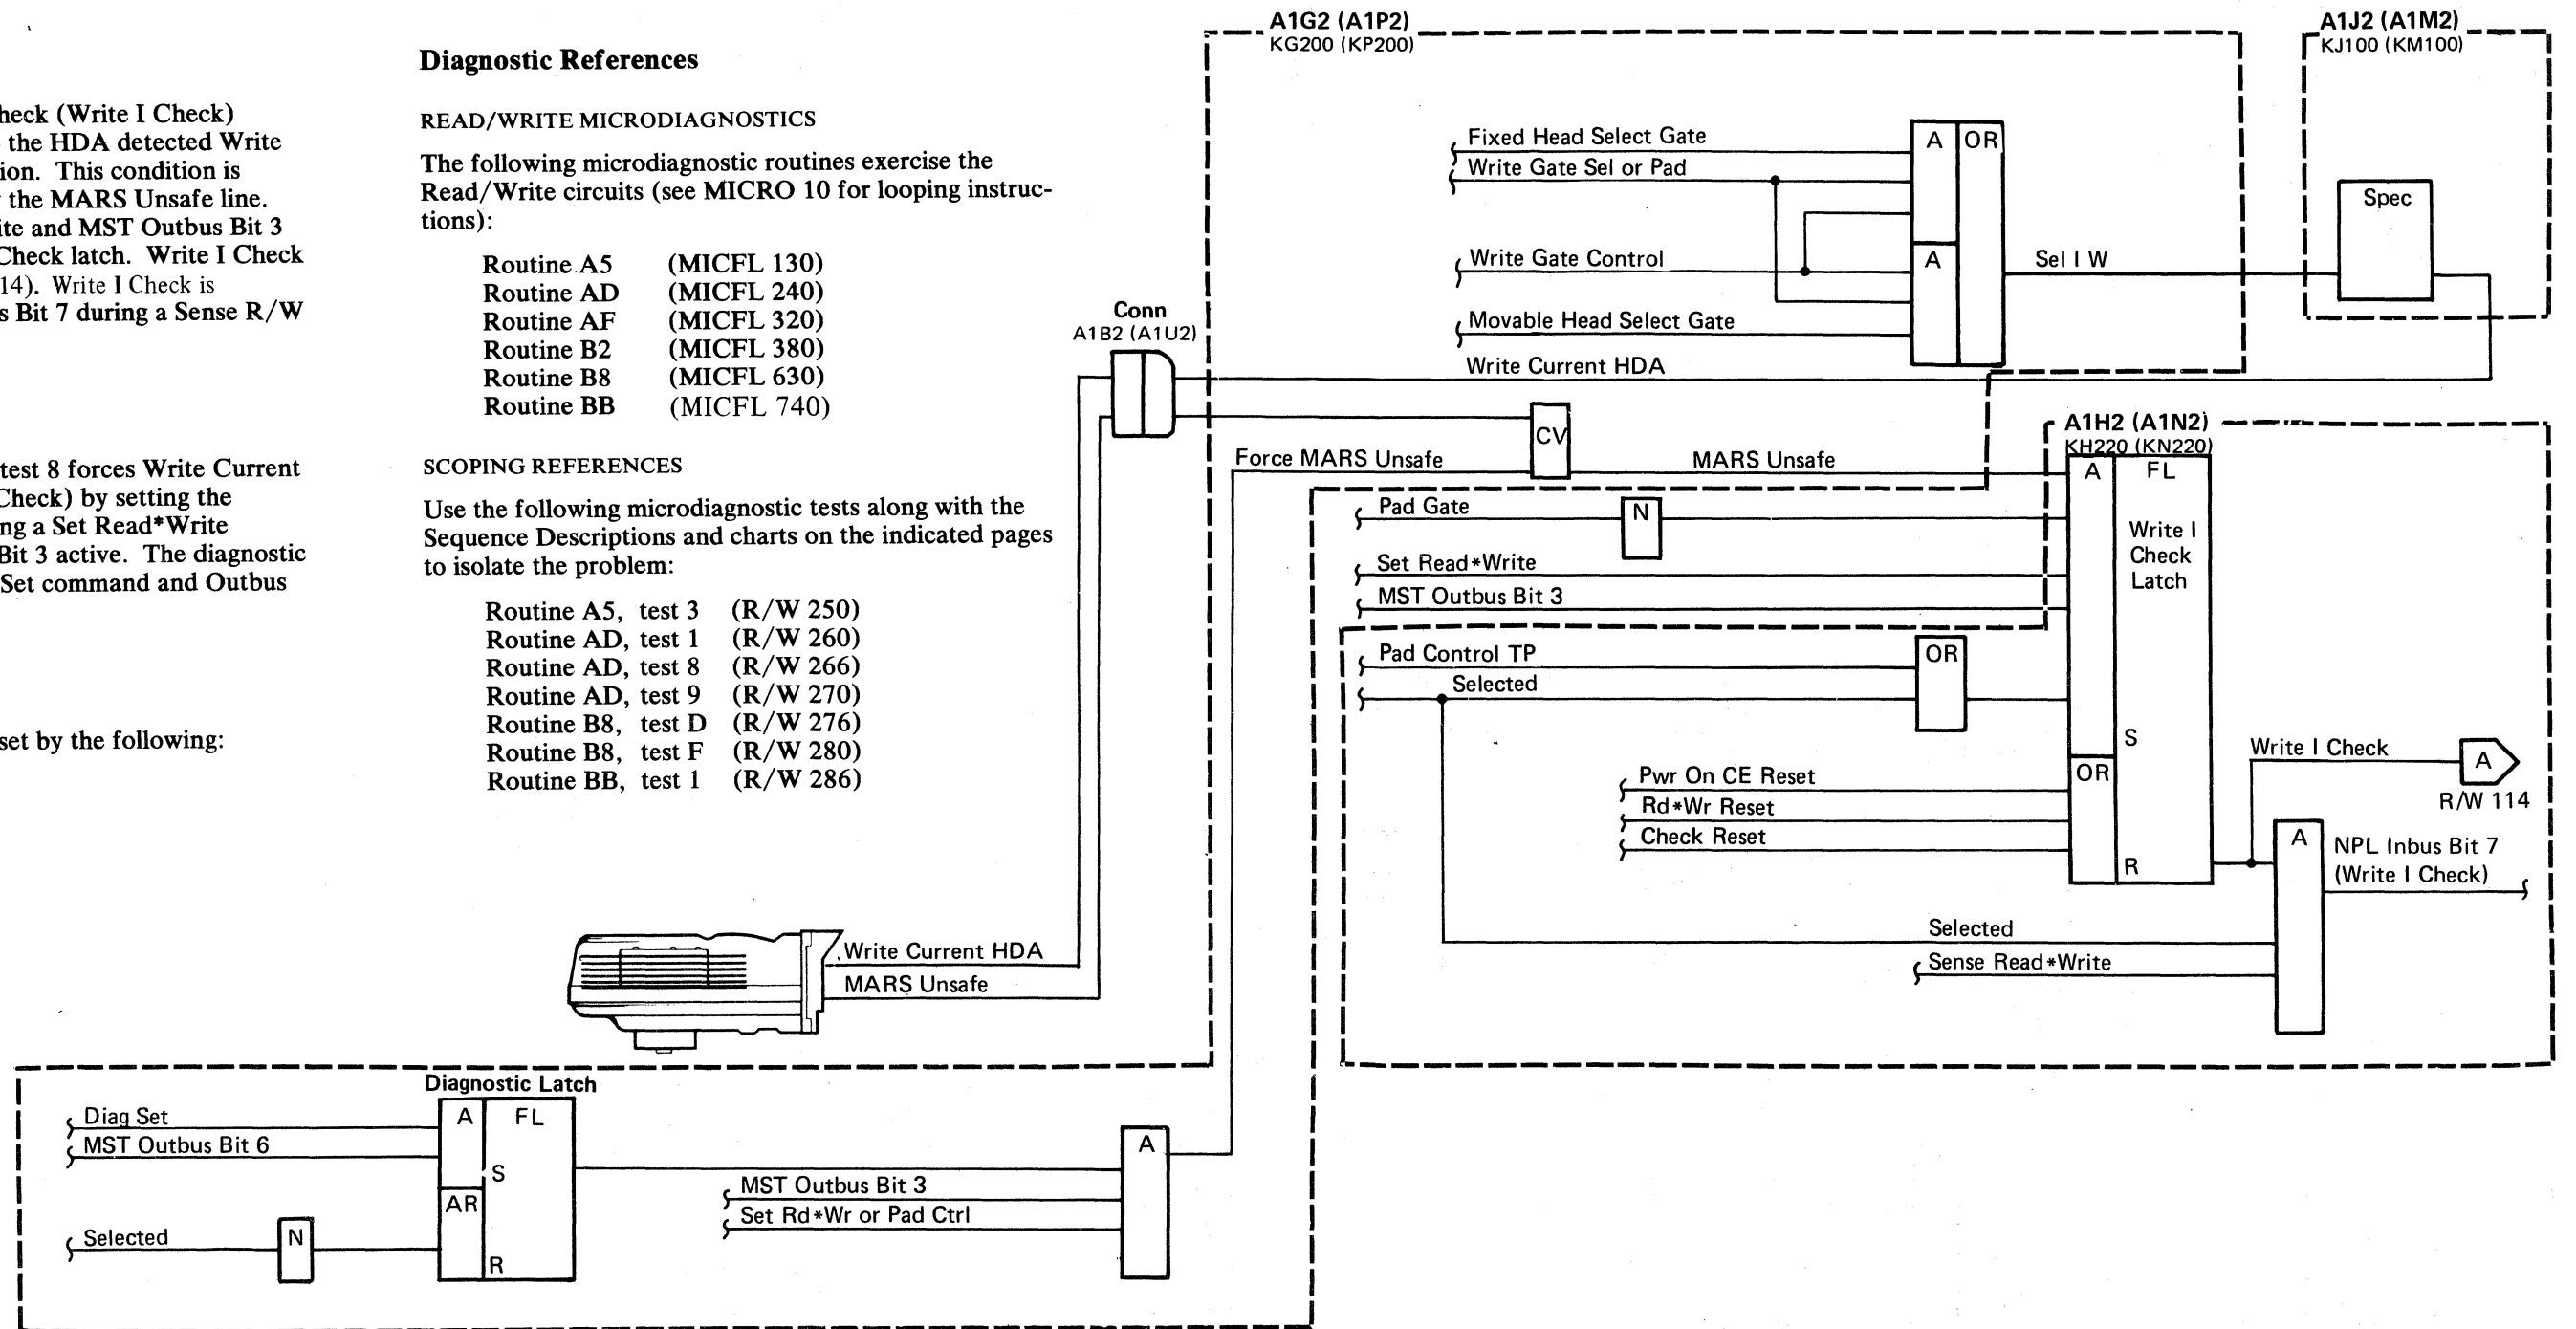 heck (Write I Check)
the HDA detected Write
ion. This condition is
the MARS Unsafe line.
ite and MST Outbus Bit 3
Check latch. Write I Check
14). Write I Check is
s Bit 7 during a Sense R/W
test 8 forces Write Current
Check) by setting the
ng a Set Read*Write
Bit 3 active. The diagnostic
Set command and Outbus
set by the following:
Diagnostic References
READ/WRITE MICRODIAGNOSTICS
The following microdiagnostic routines exercise the
Read/Write circuits (see MICRO 10 for looping instruc-
tions):
Routine A5 (MICFL 130)
Routine AD (MICFL 240)
Routine AF (MICFL 320)
Routine B2 (MICFL 380)
Routine B8 (MICFL 630)
Routine BB (MICFL 740)
SCOPING REFERENCES
Use the following microdiagnostic tests along with the
Sequence Descriptions and charts on the indicated pages
to isolate the problem:
Routine A5, test 3 (R/W 250)
Routine AD, test 1 (R/W 260)
Routine AD, test 8 (R/W 266)
Routine AD, test 9 (R/W 270)
Routine B8, test D (R/W 276)
Routine B8, test F (R/W 280)
Routine BB, test 1 (R/W 286)
A1G2 (A1P2)
KG200 (KP200)
A1J2 (A1M2)
KJ100 (KM100)
Fixed Head Select Gate
Write Gate Sel or Pad
Write Gate Control
Movable Head Select Gate
A OR
A
Sel I W
Spec
Conn
A1B2 (A1U2)
Write Current HDA
CV
Force MARS Unsafe
MARS Unsafe
A1H2 (A1N2)
KH220 (KN220)
A FL
Write I
Check
Latch
S
OR
R
Pad Gate
N
Set Read*Write
MST Outbus Bit 3
Pad Control TP
Selected
OR
Pwr On CE Reset
Rd*Wr Reset
Check Reset
Write I Check
A
R/W 114
A
NPL Inbus Bit 7
(Write I Check)
Selected
Sense Read*Write
Write Current HDA
MARS Unsafe
Diagnostic Latch
Diag Set
MST Outbus Bit 6
A FL
S
AR
R
Selected
N
MST Outbus Bit 3
Set Rd*Wr or Pad Ctrl
A